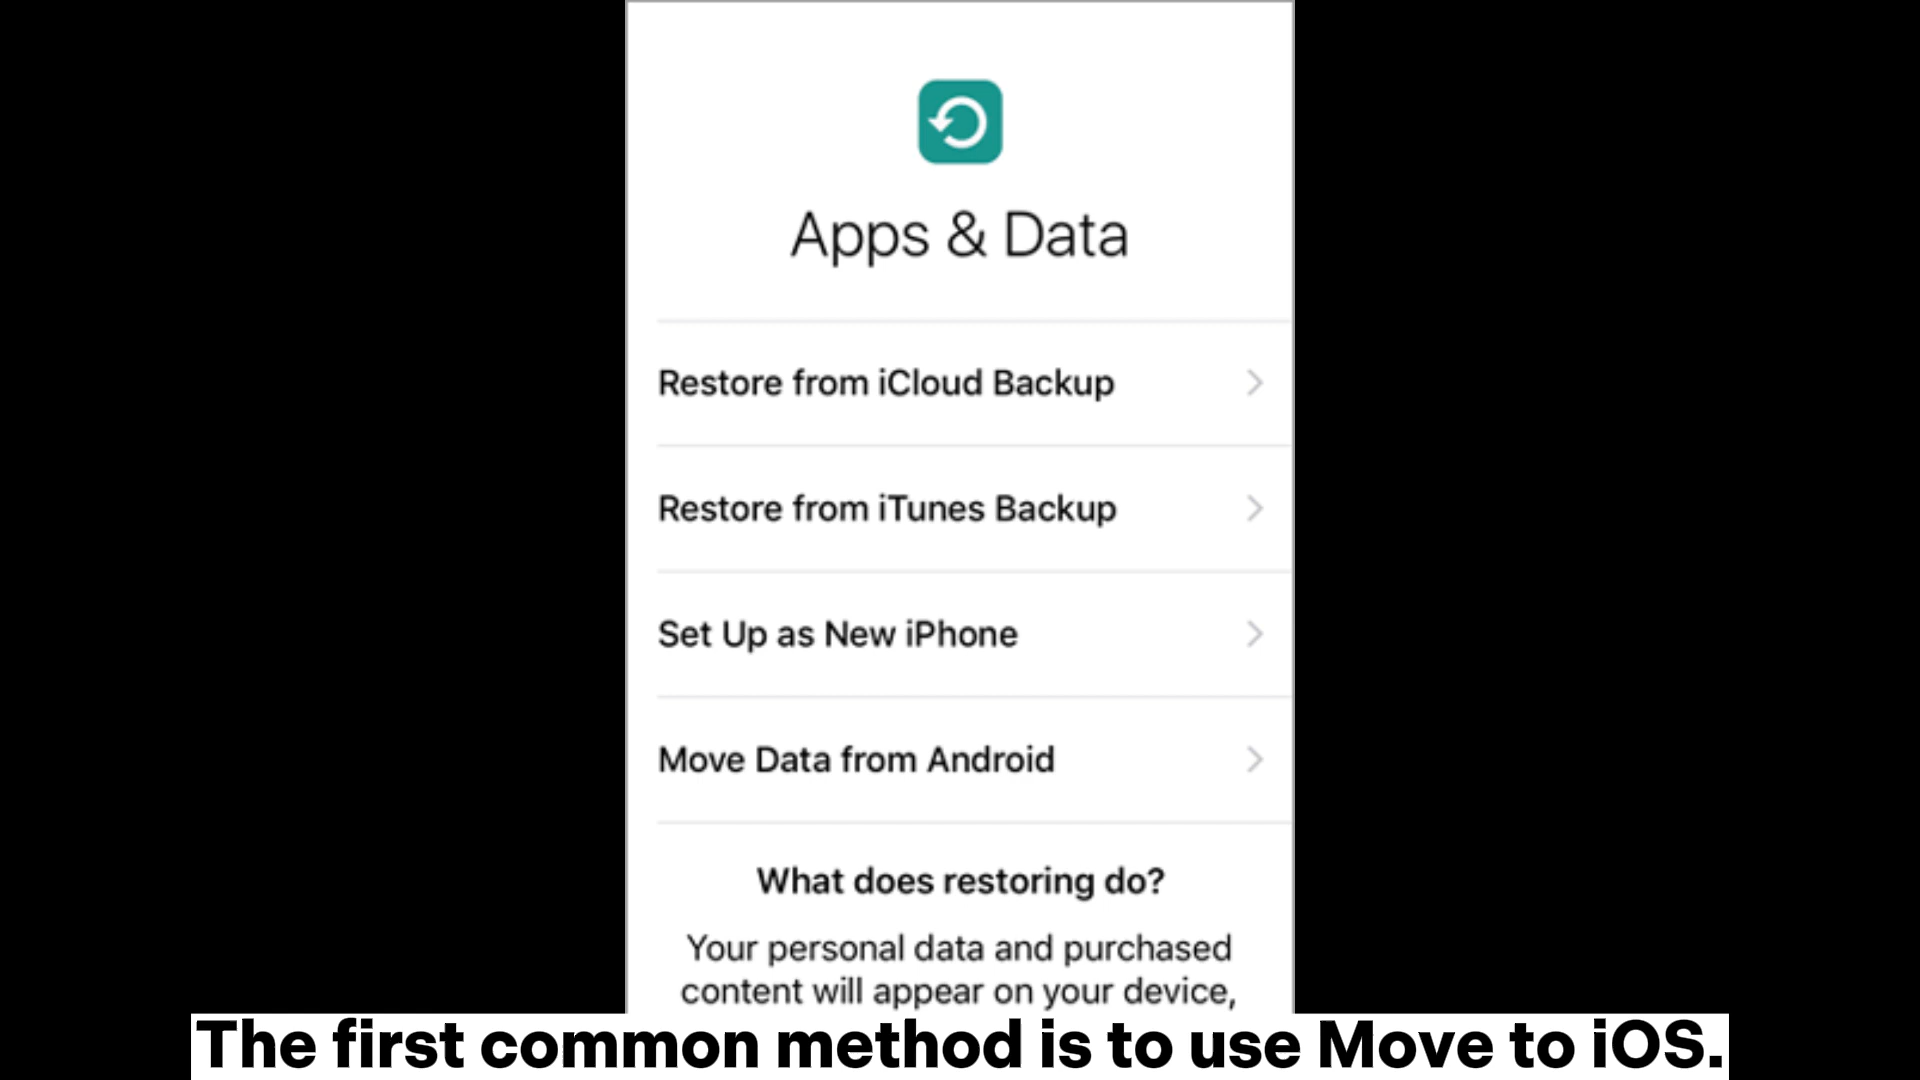 Apps & Data
Restore from iCloud Backup
Restore from iTunes Backup
Set Up as New iPhone
Move Data from Android
What does restoring do?
Your personal data and purchased
content will appear on your device,
The first common method is to use Move to iOS.